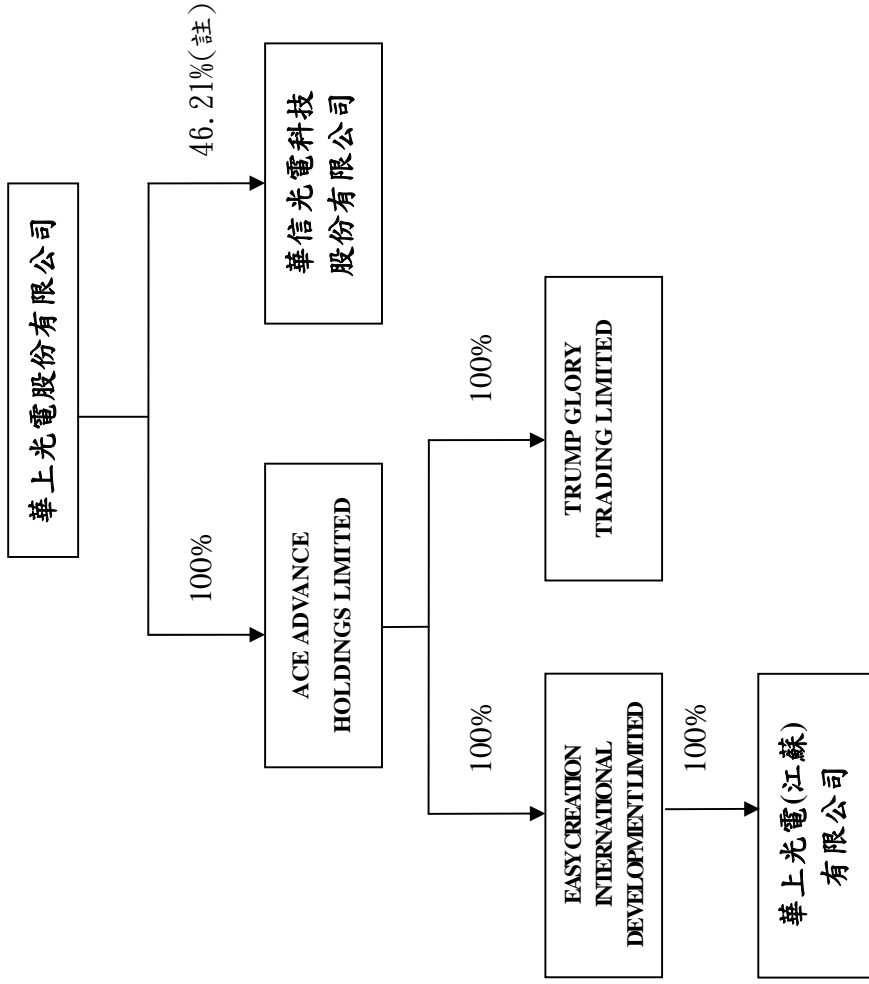 華上光電股份有限公司
100%
46.21%(註)
ACE ADVANCE
HOLDINGS LIMITED
華信光電科技
股份有限公司
100%
100%
EASY CREATION
INTERNATIONAL
DEVELOPMENT LIMITED
TRUMP GLORY
TRADING LIMITED
100%
華上光電(江蘇)
有限公司